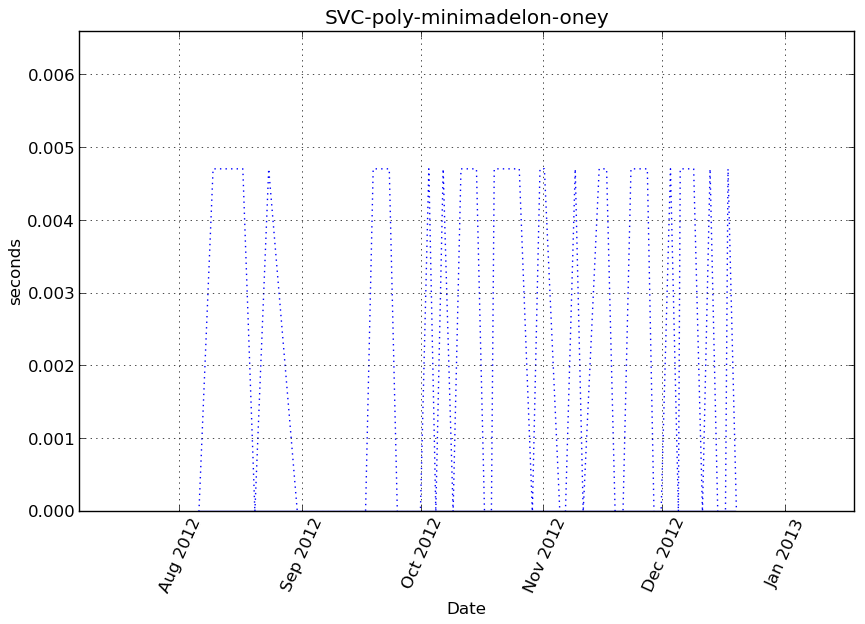 SVC-poly-minimadelon-oney
0.006
0.005
0.004
0.003
0.002
0.001
0.000
seconds
Aug 2012
Sep 2012
Oct 2012
Nov 2012
Dec 2012
Jan 2013
Date